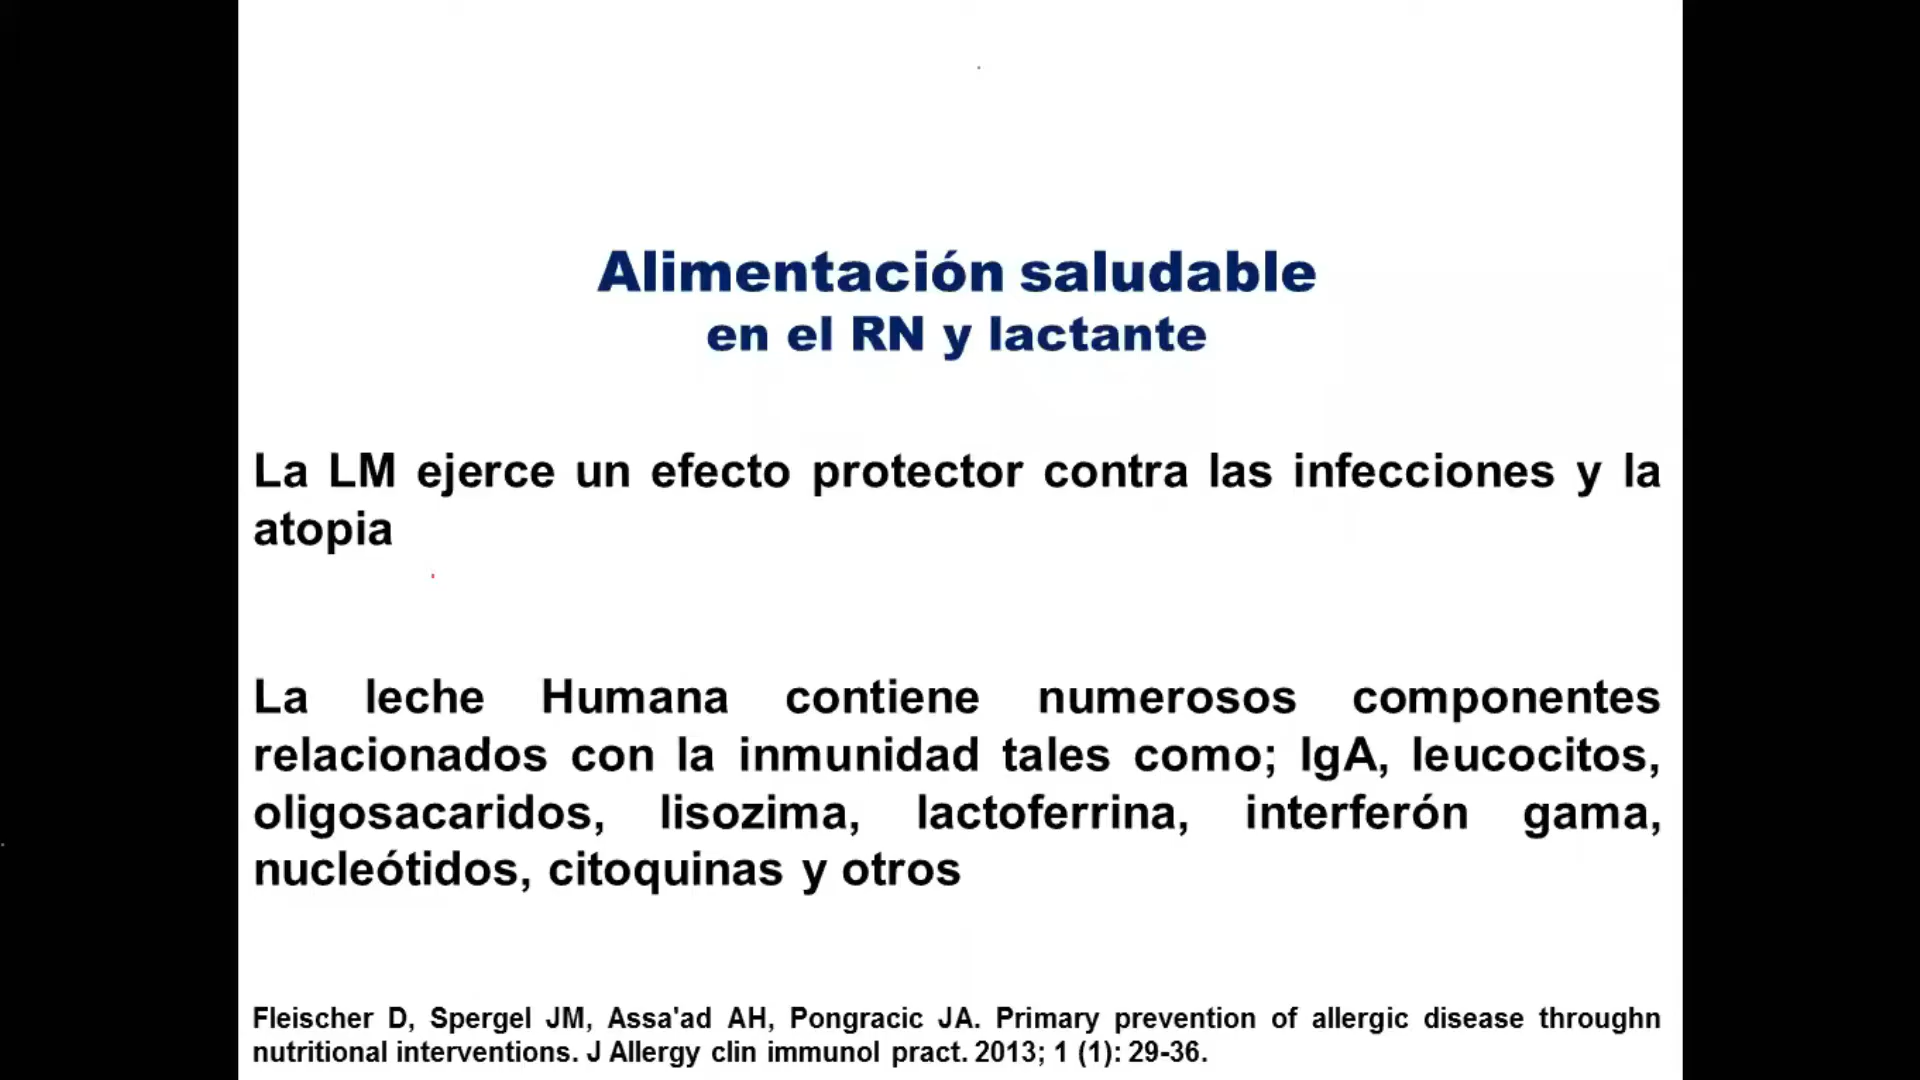 Alimentación saludable
en el RN y lactante
La LM ejerce un efecto protector contra las infecciones y la
atopia
La leche Humana contiene numerosos componentes
relacionados con la inmunidad tales como; IgA, leucocitos,
oligosacaridos, lisozima, lactoferrina, interferón gama,
nucleótidos, citoquinas y otros
Fleischer D, Spergel JM, Assa'ad AH, Pongracic JA. Primary prevention of allergic disease throughn
nutritional interventions. J Allergy clin immunol pract. 2013; 1 (1): 29-36.